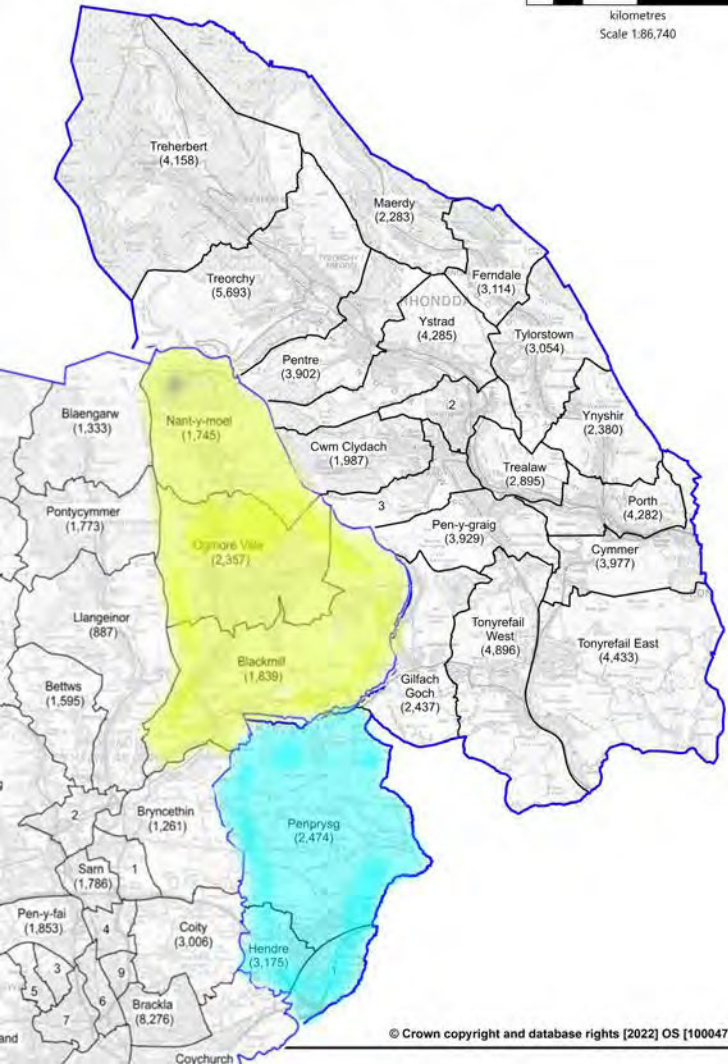 kilometres
Scale 1:86,740
Treherbert
(4,158)
Maerdy
(2,283)
Treorchy
(5,693)
Ferndale
(3,114)
RHONDDA
Ystrad
(4,285)
Tylorstown
(3,054)
Pentre
(3,902)
Blaengarw
(1,333)
Nant-y-moel
(1,745)
2
Ynyshir
(2,380)
Cwm Clydach
(1,987)
Trealaw
(2,895)
Pontycymmer
(1,773)
3
Porth
(4,282)
Pen-y-graig
(3,929)
Ogmore Vale
(2,357)
Cymmer
(3,977)
Llangeinor
(887)
Tonyrefail
West
(4,896)
Tonyrefail East
(4,433)
Blackmill
(1,839)
Bettws
(1,595)
Gilfach
Goch
(2,437)
2
Bryncethin
(1,261)
Penprysg
(2,474)
Sarn
(1,786)
1
Pen-y-fai
(1,853)
4
Coity
(3,006)
Hendre
(3,175)
1
3
9
5
6
7
Brackla
(8,276)
and
© Crown copyright and database rights [2022] OS [100047
Coychurch